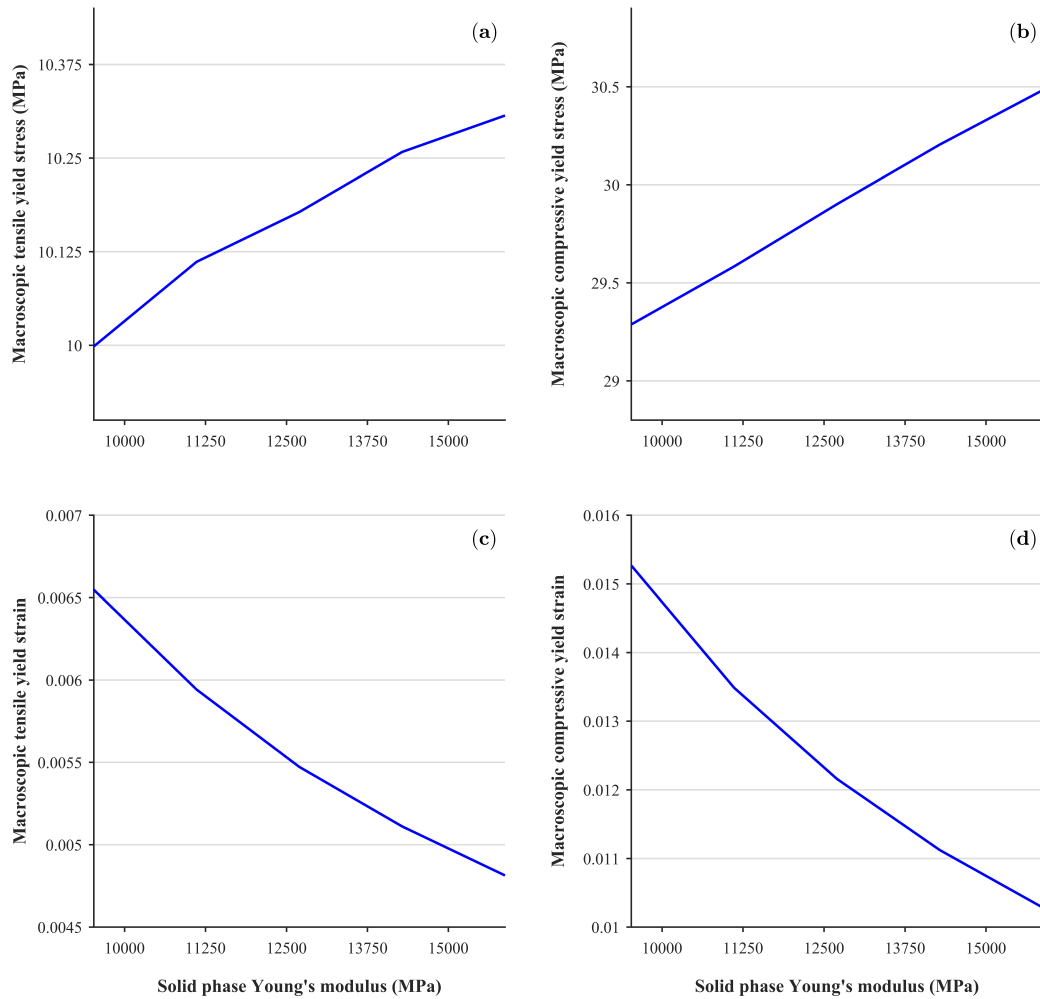 (a)
Macroscopic tensile yield stress (MPa)
10.375
10.25
10.125
10
10000 11250 12500 13750 15000
(b)
Macroscopic compressive yield stress (MPa)
30.5
30
29.5
29
10000 11250 12500 13750 15000
(c)
Macroscopic tensile yield strain
0.007
0.0065
0.006
0.0055
0.005
0.0045
10000 11250 12500 13750 15000
Solid phase Young's modulus (MPa)
(d)
Macroscopic compressive yield strain
0.016
0.015
0.014
0.013
0.012
0.011
0.01
10000 11250 12500 13750 15000
Solid phase Young's modulus (MPa)